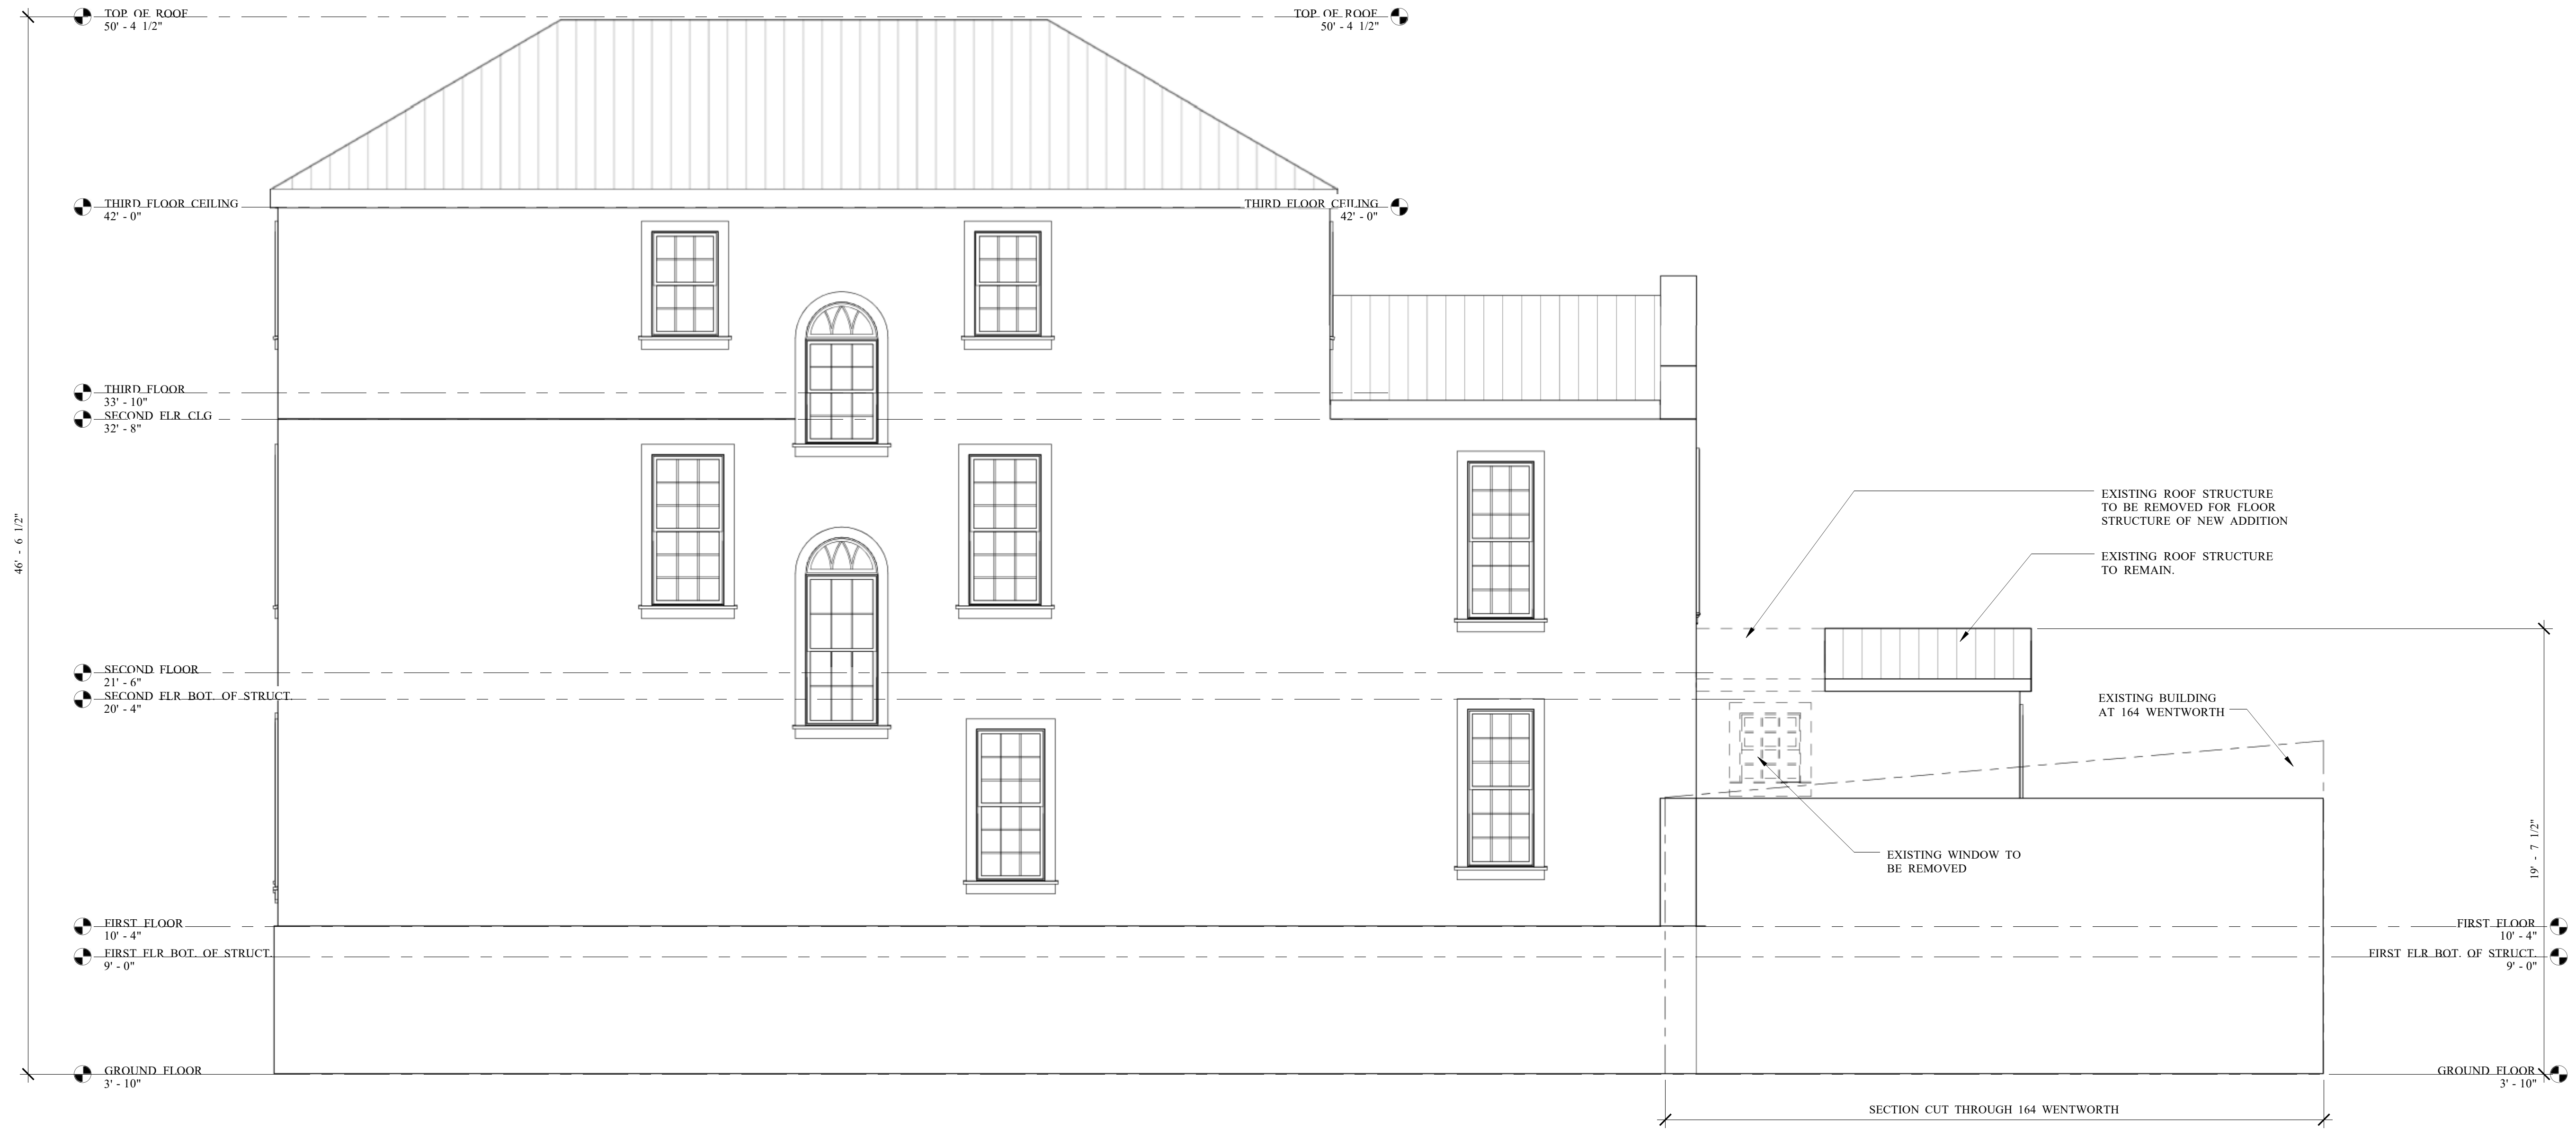 TOP OF ROOF
50' - 4 1/2"
TOP OF ROOF
50' - 4 1/2"
THIRD FLOOR CEILING
42' - 0"
THIRD FLOOR CEILING
42' - 0"
THIRD FLOOR
33' - 10"
SECOND FLR CLG
32' - 8"
46' - 6 1/2"
EXISTING ROOF STRUCTURE
TO BE REMOVED FOR FLOOR
STRUCTURE OF NEW ADDITION
EXISTING ROOF STRUCTURE
TO REMAIN.
SECOND FLOOR
21' - 6"
SECOND FLR BOT. OF STRUCT.
20' - 4"
EXISTING BUILDING
AT 164 WENTWORTH
EXISTING WINDOW TO
BE REMOVED
19' - 7 1/2"
FIRST FLOOR
10' - 4"
FIRST FLOOR
10' - 4"
FIRST FLR BOT. OF STRUCT.
9' - 0"
FIRST FLR BOT. OF STRUCT.
9' - 0"
GROUND FLOOR
3' - 10"
GROUND FLOOR
3' - 10"
SECTION CUT THROUGH 164 WENTWORTH